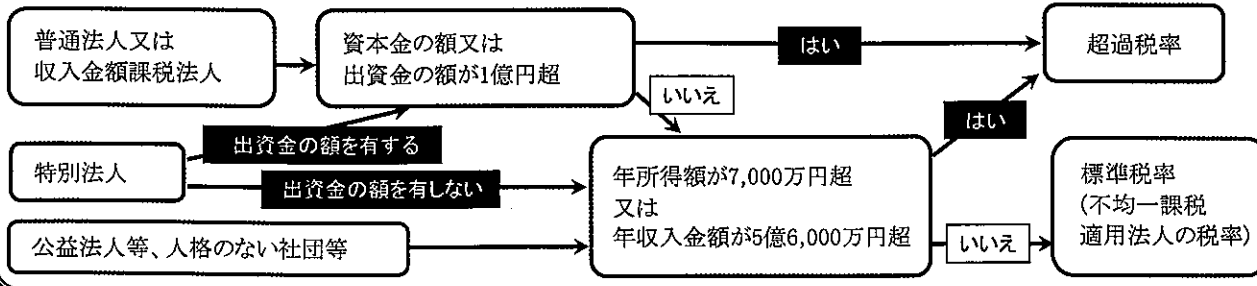 普通法人又は
収入金額課税法人
資本金の額又は
出資金の額が1億円超
はい
超過税率
いいえ
出資金の額を有する
はい
特別法人
出資金の額を有しない
年所得額が7,000万円超
又は
年収入金額が5億6,000万円超
標準税率
(不均一課税
適用法人の税率)
公益法人等、人格のない社団等
いいえ